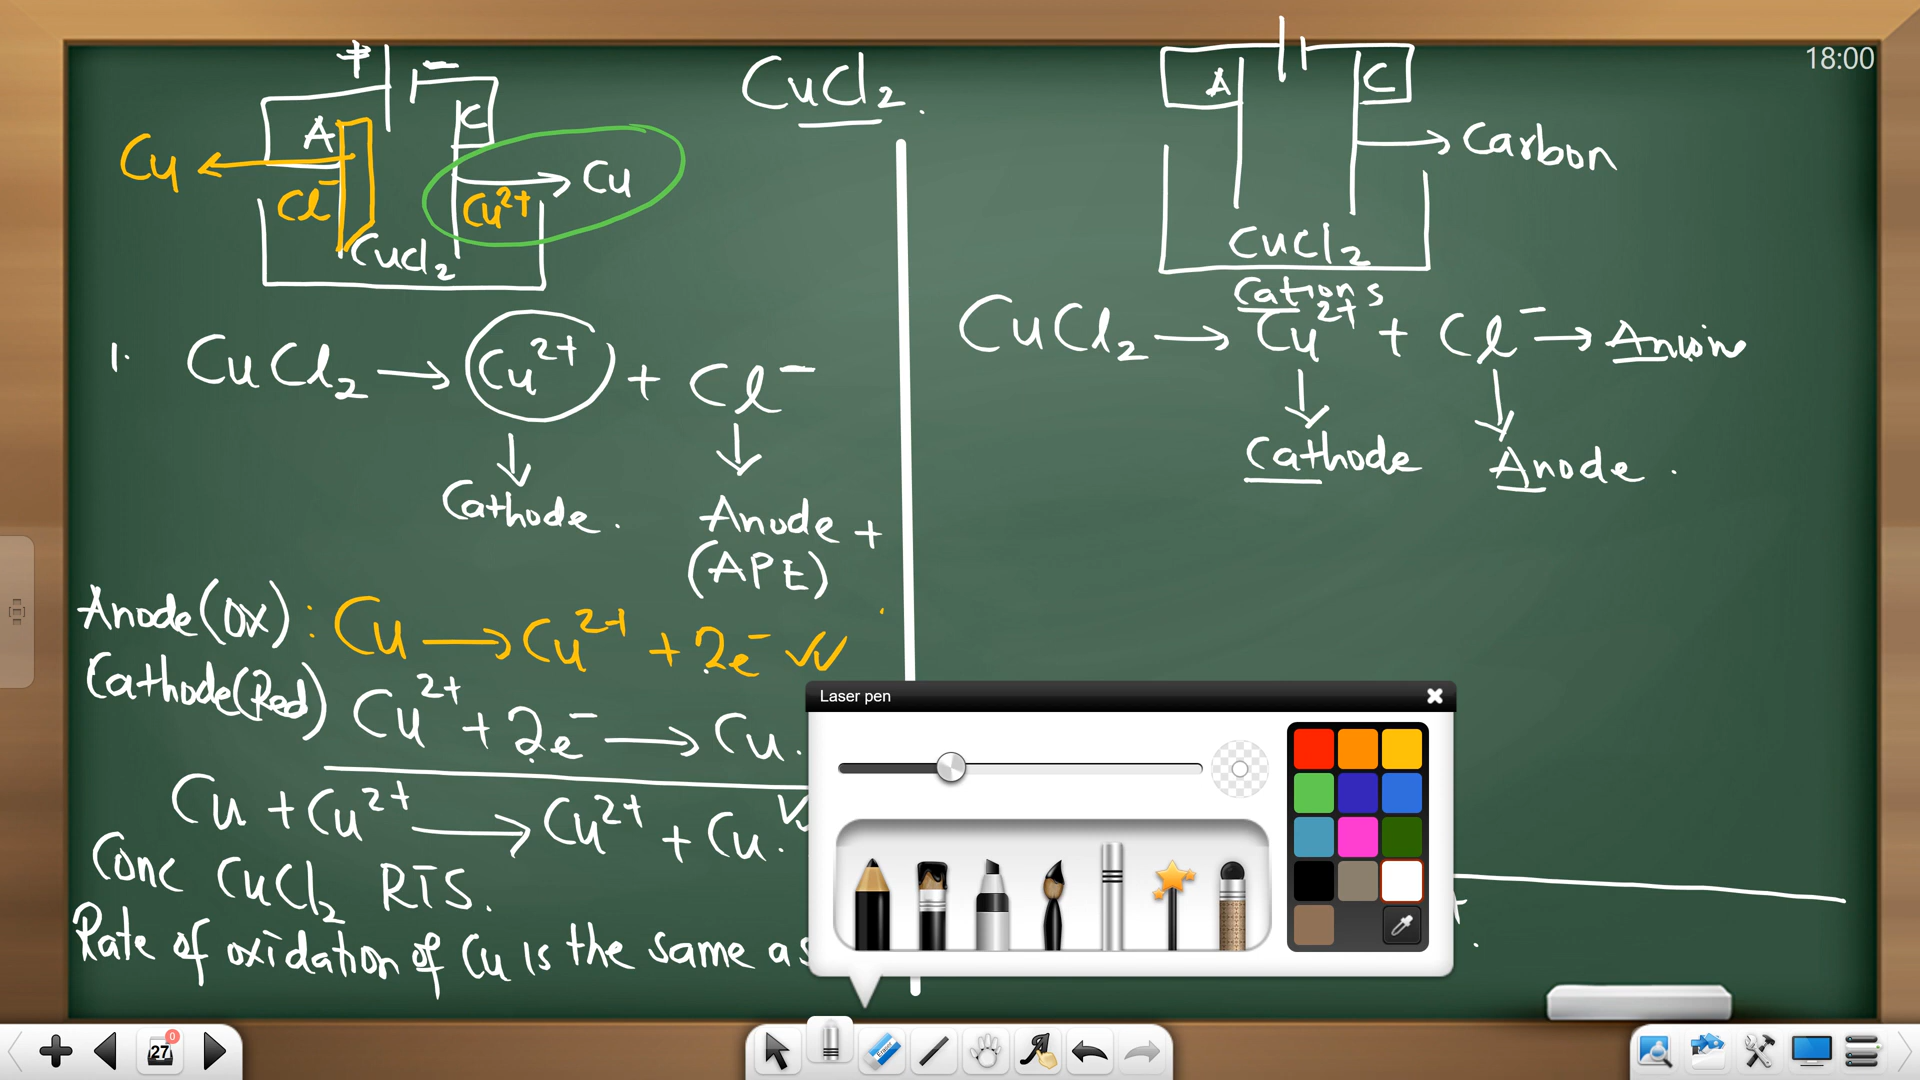 CuCl2.
18:00
+ -
A C
Cu
Cl⁻ Cu²⁺ Cu
CuCl2
1. CuCl2 → Cu²⁺ + Cl⁻
Cathode. Anode +
(APE)
Anode(OX): Cu → Cu²⁺ + 2e⁻ ✓✓
Cathode(Red) Cu²⁺ + 2e⁻ → Cu.
Cu + Cu²⁺ → Cu²⁺ + Cu.
Conc CuCl2 RTS.
Rate of oxidation of Cu is the same as
A C
Carbon
CuCl2
Cations
CuCl2 → Cu²⁺ + Cl⁻ → Anion
Cathode Anode.
Laser pen
Eraser
27
0